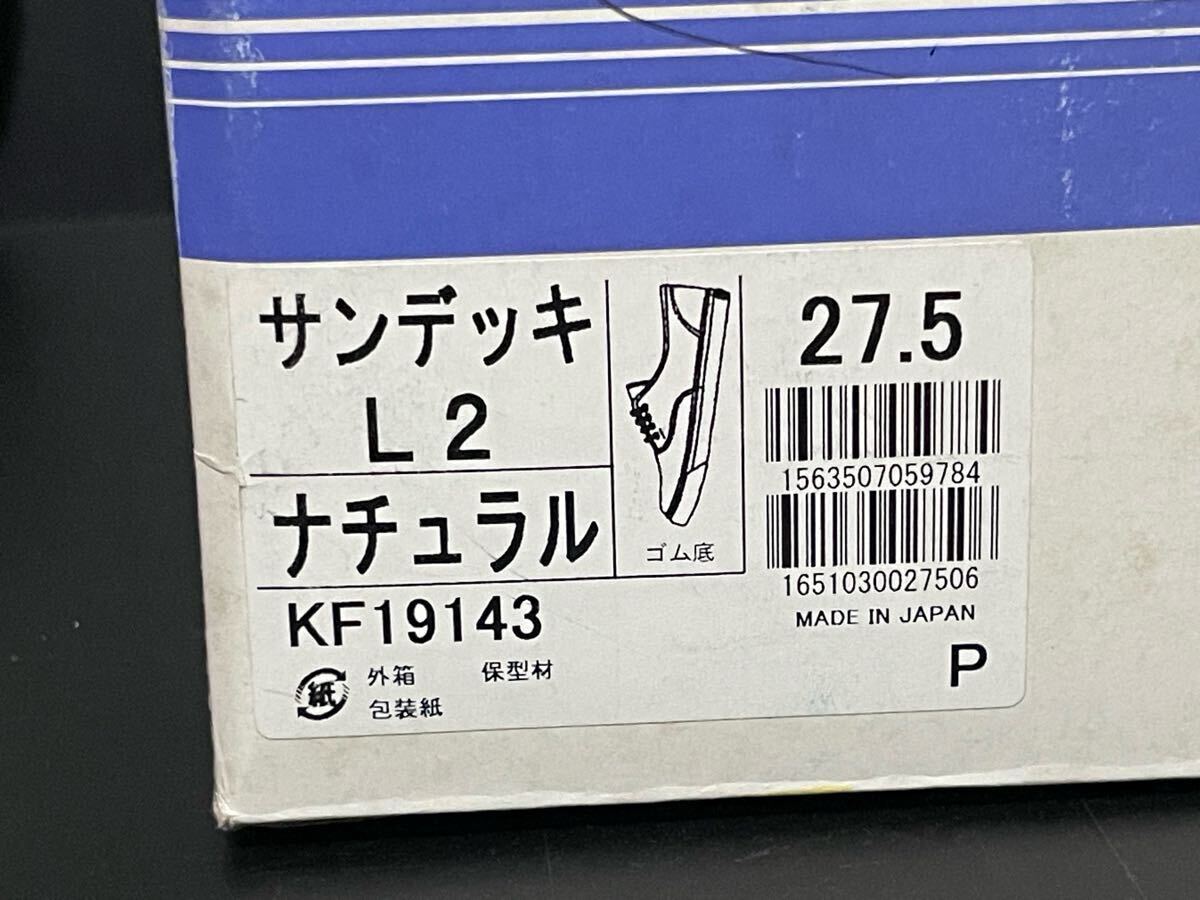 サンデッキ
L2
ナチュラル
ゴム底
27.5
1563507059784
1651030027506
MADE IN JAPAN
KF19143
紙
外箱 保型材
包装紙
P